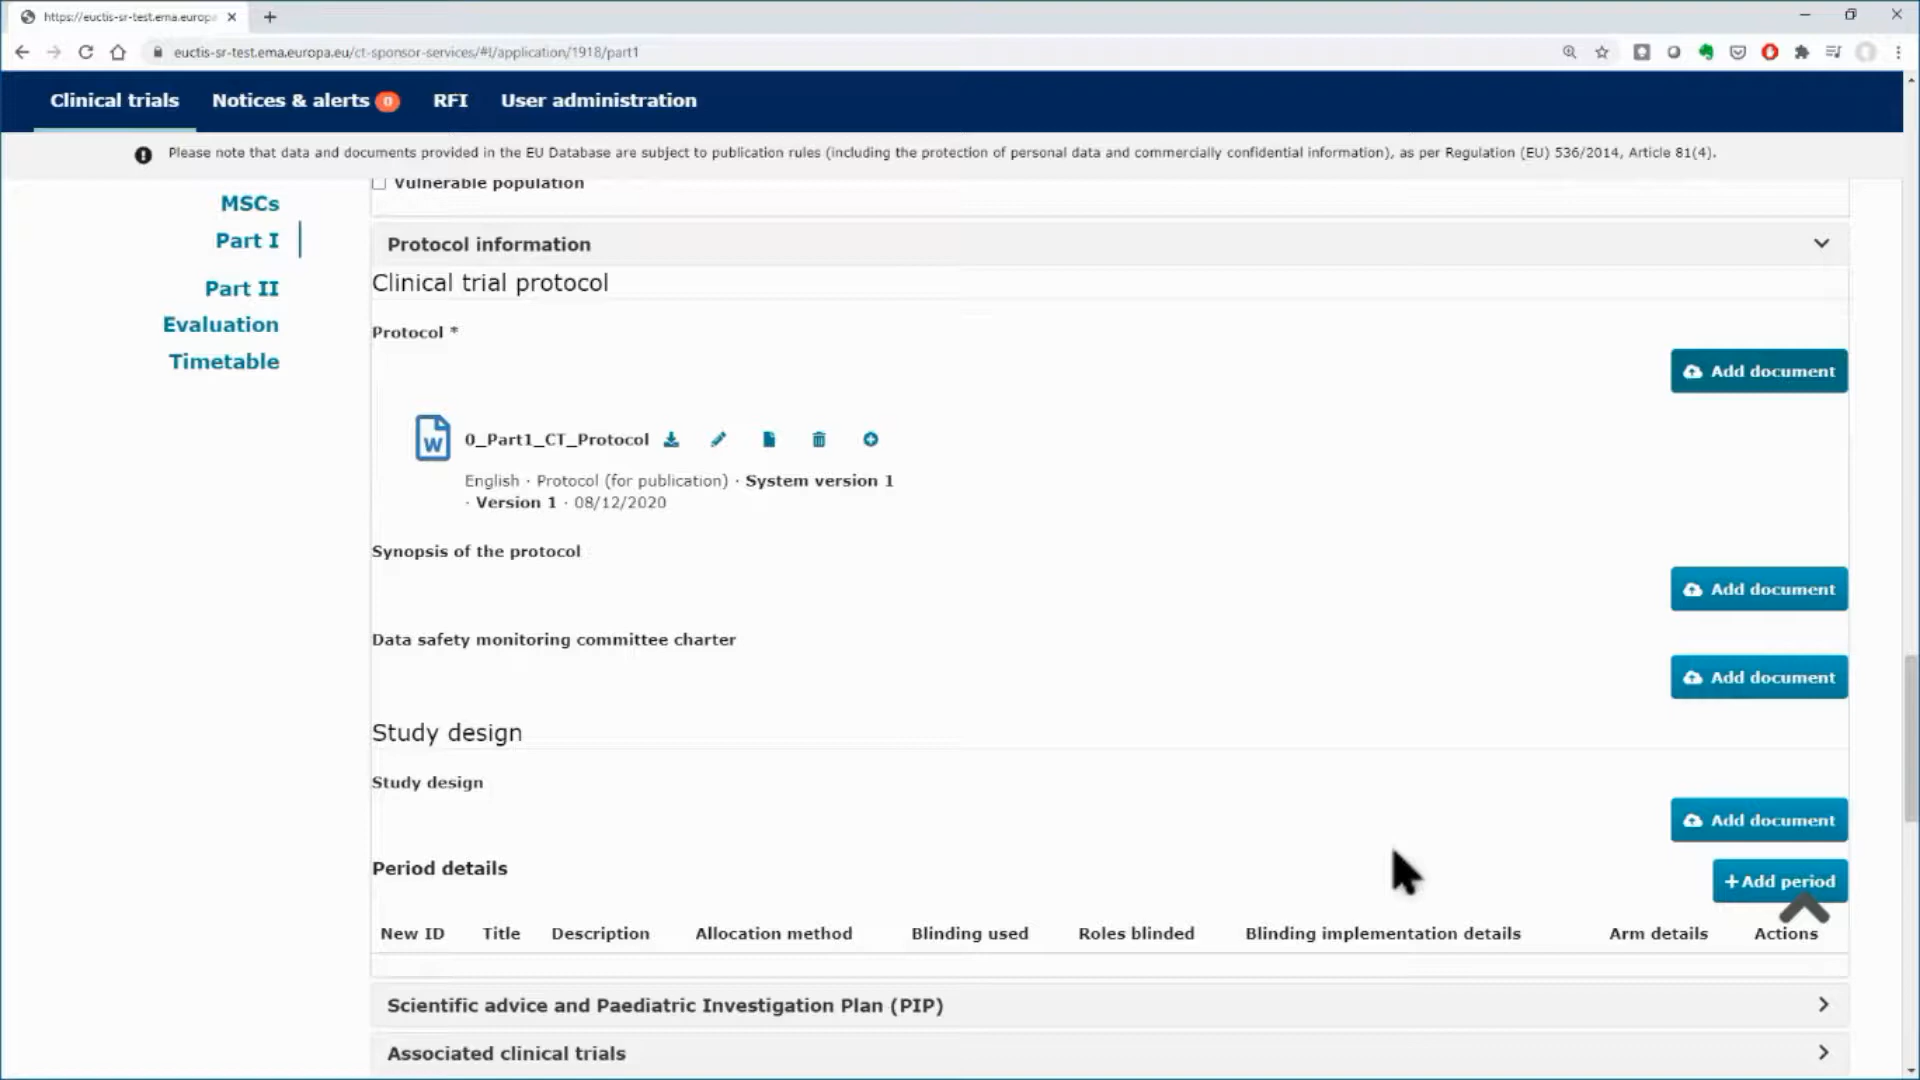 https://euctis-sr-test.ema.europa
euctis-sr-test.ema.europa.eu/ct-sponsor-services/#I/application/1918/part1
Clinical trials
Notices & alerts 0
RFI
User administration
Please note that data and documents provided in the EU Database are subject to publication rules (including the protection of personal data and commercially confidential information), as per Regulation (EU) 536/2014, Article 81(4).
MSCs
Part I
Part II
Evaluation
Timetable
Vulnerable population
Protocol information
Clinical trial protocol
Protocol *
Add document
0_Part1_CT_Protocol
English · Protocol (for publication) · System version 1
· Version 1 · 08/12/2020
Synopsis of the protocol
Add document
Data safety monitoring committee charter
Add document
Study design
Study design
Add document
Period details
+Add period
New ID Title Description Allocation method Blinding used Roles blinded Blinding implementation details Arm details Actions
Scientific advice and Paediatric Investigation Plan (PIP)
Associated clinical trials